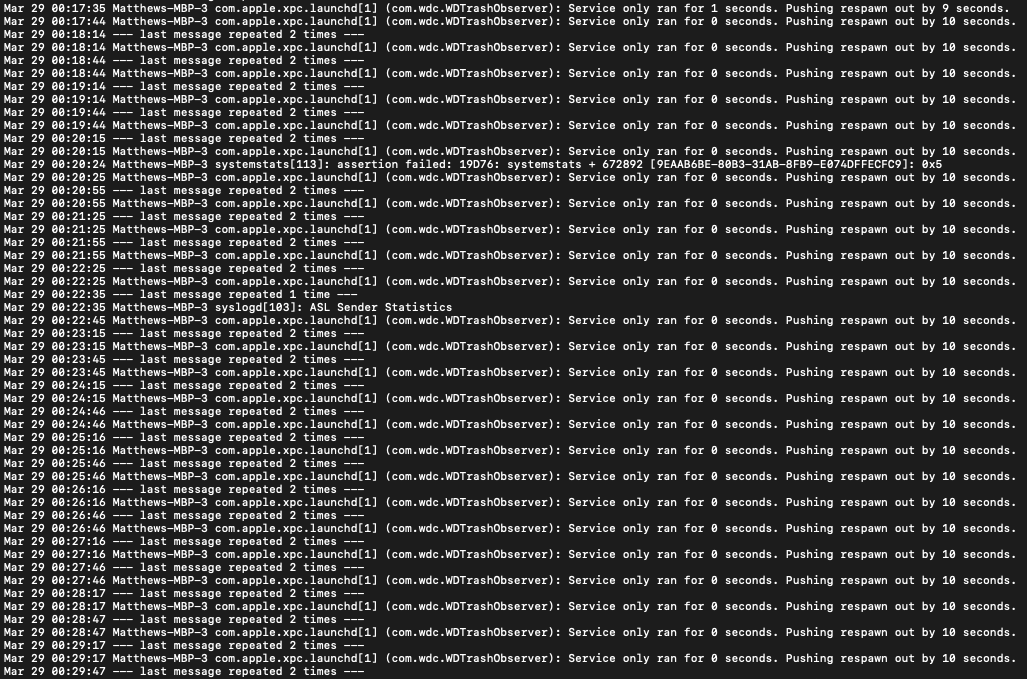 Mar 29 00:17:35 Matthews-MBP-3 com.apple.xpc.launchd[1] (com.wdc.WDTrashObserver): Service only ran for 1 seconds. Pushing respawn out by 9 seconds.
Mar 29 00:17:44 Matthews-MBP-3 com.apple.xpc.launchd[1] (com.wdc.WDTrashObserver): Service only ran for 0 seconds. Pushing respawn out by 10 seconds.
Mar 29 00:18:14 --- last message repeated 2 times ---
Mar 29 00:18:14 Matthews-MBP-3 com.apple.xpc.launchd[1] (com.wdc.WDTrashObserver): Service only ran for 0 seconds. Pushing respawn out by 10 seconds.
Mar 29 00:18:44 --- last message repeated 2 times ---
Mar 29 00:18:44 Matthews-MBP-3 com.apple.xpc.launchd[1] (com.wdc.WDTrashObserver): Service only ran for 0 seconds. Pushing respawn out by 10 seconds.
Mar 29 00:19:14 --- last message repeated 2 times ---
Mar 29 00:19:14 Matthews-MBP-3 com.apple.xpc.launchd[1] (com.wdc.WDTrashObserver): Service only ran for 0 seconds. Pushing respawn out by 10 seconds.
Mar 29 00:19:44 --- last message repeated 2 times ---
Mar 29 00:19:44 Matthews-MBP-3 com.apple.xpc.launchd[1] (com.wdc.WDTrashObserver): Service only ran for 0 seconds. Pushing respawn out by 10 seconds.
Mar 29 00:20:15 --- last message repeated 2 times ---
Mar 29 00:20:15 Matthews-MBP-3 com.apple.xpc.launchd[1] (com.wdc.WDTrashObserver): Service only ran for 0 seconds. Pushing respawn out by 10 seconds.
Mar 29 00:20:24 Matthews-MBP-3 systemstats[113]: assertion failed: 19D76: systemstats + 672892 [9EAAB6BE-80B3-31AB-8FB9-E074DFFECFC9]: 0x5
Mar 29 00:20:25 Matthews-MBP-3 com.apple.xpc.launchd[1] (com.wdc.WDTrashObserver): Service only ran for 0 seconds. Pushing respawn out by 10 seconds.
Mar 29 00:20:55 --- last message repeated 2 times ---
Mar 29 00:20:55 Matthews-MBP-3 com.apple.xpc.launchd[1] (com.wdc.WDTrashObserver): Service only ran for 0 seconds. Pushing respawn out by 10 seconds.
Mar 29 00:21:25 --- last message repeated 2 times ---
Mar 29 00:21:25 Matthews-MBP-3 com.apple.xpc.launchd[1] (com.wdc.WDTrashObserver): Service only ran for 0 seconds. Pushing respawn out by 10 seconds.
Mar 29 00:21:55 --- last message repeated 2 times ---
Mar 29 00:21:55 Matthews-MBP-3 com.apple.xpc.launchd[1] (com.wdc.WDTrashObserver): Service only ran for 0 seconds. Pushing respawn out by 10 seconds.
Mar 29 00:22:25 --- last message repeated 2 times ---
Mar 29 00:22:25 Matthews-MBP-3 com.apple.xpc.launchd[1] (com.wdc.WDTrashObserver): Service only ran for 0 seconds. Pushing respawn out by 10 seconds.
Mar 29 00:22:35 --- last message repeated 1 time ---
Mar 29 00:22:35 Matthews-MBP-3 syslogd[103]: ASL Sender Statistics
Mar 29 00:22:45 Matthews-MBP-3 com.apple.xpc.launchd[1] (com.wdc.WDTrashObserver): Service only ran for 0 seconds. Pushing respawn out by 10 seconds.
Mar 29 00:23:15 --- last message repeated 2 times ---
Mar 29 00:23:15 Matthews-MBP-3 com.apple.xpc.launchd[1] (com.wdc.WDTrashObserver): Service only ran for 0 seconds. Pushing respawn out by 10 seconds.
Mar 29 00:23:45 --- last message repeated 2 times ---
Mar 29 00:23:45 Matthews-MBP-3 com.apple.xpc.launchd[1] (com.wdc.WDTrashObserver): Service only ran for 0 seconds. Pushing respawn out by 10 seconds.
Mar 29 00:24:15 --- last message repeated 2 times ---
Mar 29 00:24:15 Matthews-MBP-3 com.apple.xpc.launchd[1] (com.wdc.WDTrashObserver): Service only ran for 0 seconds. Pushing respawn out by 10 seconds.
Mar 29 00:24:46 --- last message repeated 2 times ---
Mar 29 00:24:46 Matthews-MBP-3 com.apple.xpc.launchd[1] (com.wdc.WDTrashObserver): Service only ran for 0 seconds. Pushing respawn out by 10 seconds.
Mar 29 00:25:16 --- last message repeated 2 times ---
Mar 29 00:25:16 Matthews-MBP-3 com.apple.xpc.launchd[1] (com.wdc.WDTrashObserver): Service only ran for 0 seconds. Pushing respawn out by 10 seconds.
Mar 29 00:25:46 --- last message repeated 2 times ---
Mar 29 00:25:46 Matthews-MBP-3 com.apple.xpc.launchd[1] (com.wdc.WDTrashObserver): Service only ran for 0 seconds. Pushing respawn out by 10 seconds.
Mar 29 00:26:16 --- last message repeated 2 times ---
Mar 29 00:26:16 Matthews-MBP-3 com.apple.xpc.launchd[1] (com.wdc.WDTrashObserver): Service only ran for 0 seconds. Pushing respawn out by 10 seconds.
Mar 29 00:26:46 --- last message repeated 2 times ---
Mar 29 00:26:46 Matthews-MBP-3 com.apple.xpc.launchd[1] (com.wdc.WDTrashObserver): Service only ran for 0 seconds. Pushing respawn out by 10 seconds.
Mar 29 00:27:16 --- last message repeated 2 times ---
Mar 29 00:27:16 Matthews-MBP-3 com.apple.xpc.launchd[1] (com.wdc.WDTrashObserver): Service only ran for 0 seconds. Pushing respawn out by 10 seconds.
Mar 29 00:27:46 --- last message repeated 2 times ---
Mar 29 00:27:46 Matthews-MBP-3 com.apple.xpc.launchd[1] (com.wdc.WDTrashObserver): Service only ran for 0 seconds. Pushing respawn out by 10 seconds.
Mar 29 00:28:17 --- last message repeated 2 times ---
Mar 29 00:28:17 Matthews-MBP-3 com.apple.xpc.launchd[1] (com.wdc.WDTrashObserver): Service only ran for 0 seconds. Pushing respawn out by 10 seconds.
Mar 29 00:28:47 --- last message repeated 2 times ---
Mar 29 00:28:47 Matthews-MBP-3 com.apple.xpc.launchd[1] (com.wdc.WDTrashObserver): Service only ran for 0 seconds. Pushing respawn out by 10 seconds.
Mar 29 00:29:17 --- last message repeated 2 times ---
Mar 29 00:29:17 Matthews-MBP-3 com.apple.xpc.launchd[1] (com.wdc.WDTrashObserver): Service only ran for 0 seconds. Pushing respawn out by 10 seconds.
Mar 29 00:29:47 --- last message repeated 2 times ---